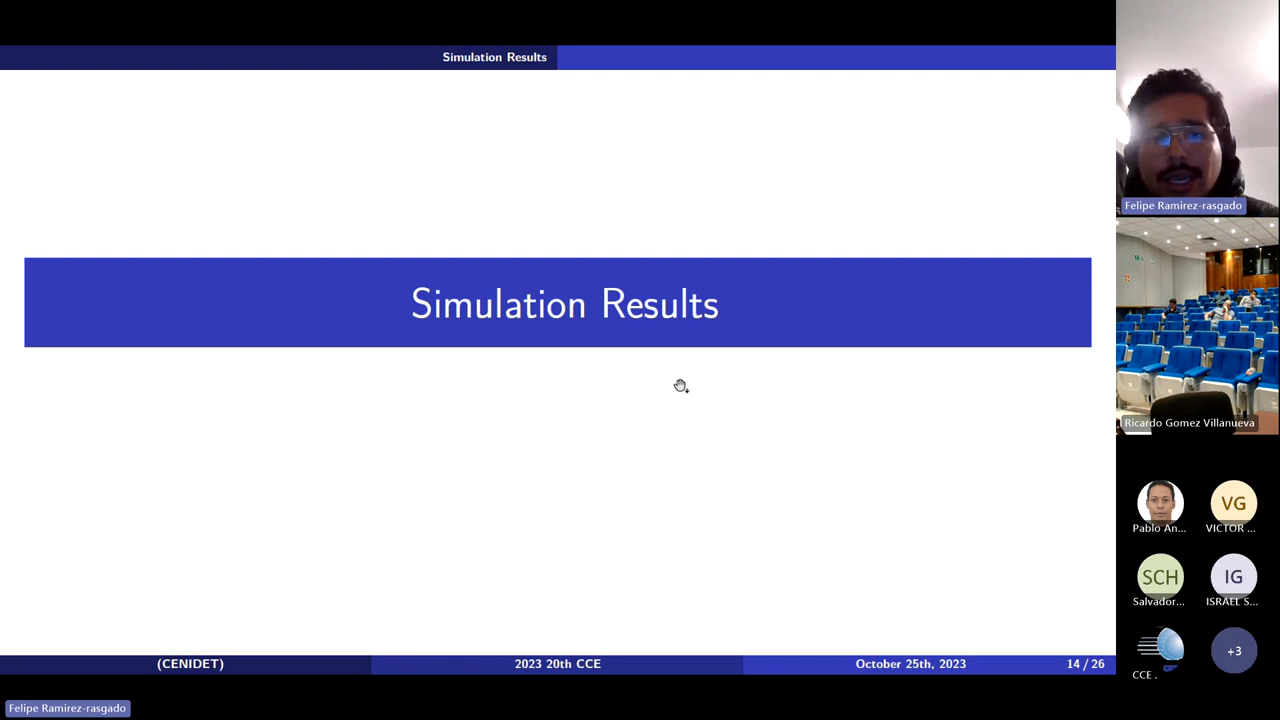 Simulation Results
Simulation Results
(CENIDET)
2023 20th CCE
October 25th, 2023
14 / 26
Felipe Ramirez-rasgado
Felipe Ramirez-rasgado
Ricardo Gomez Villanueva
VG
Pablo An...
VICTOR ...
SCH
IG
Salvador...
ISRAEL S...
CCE .
+3